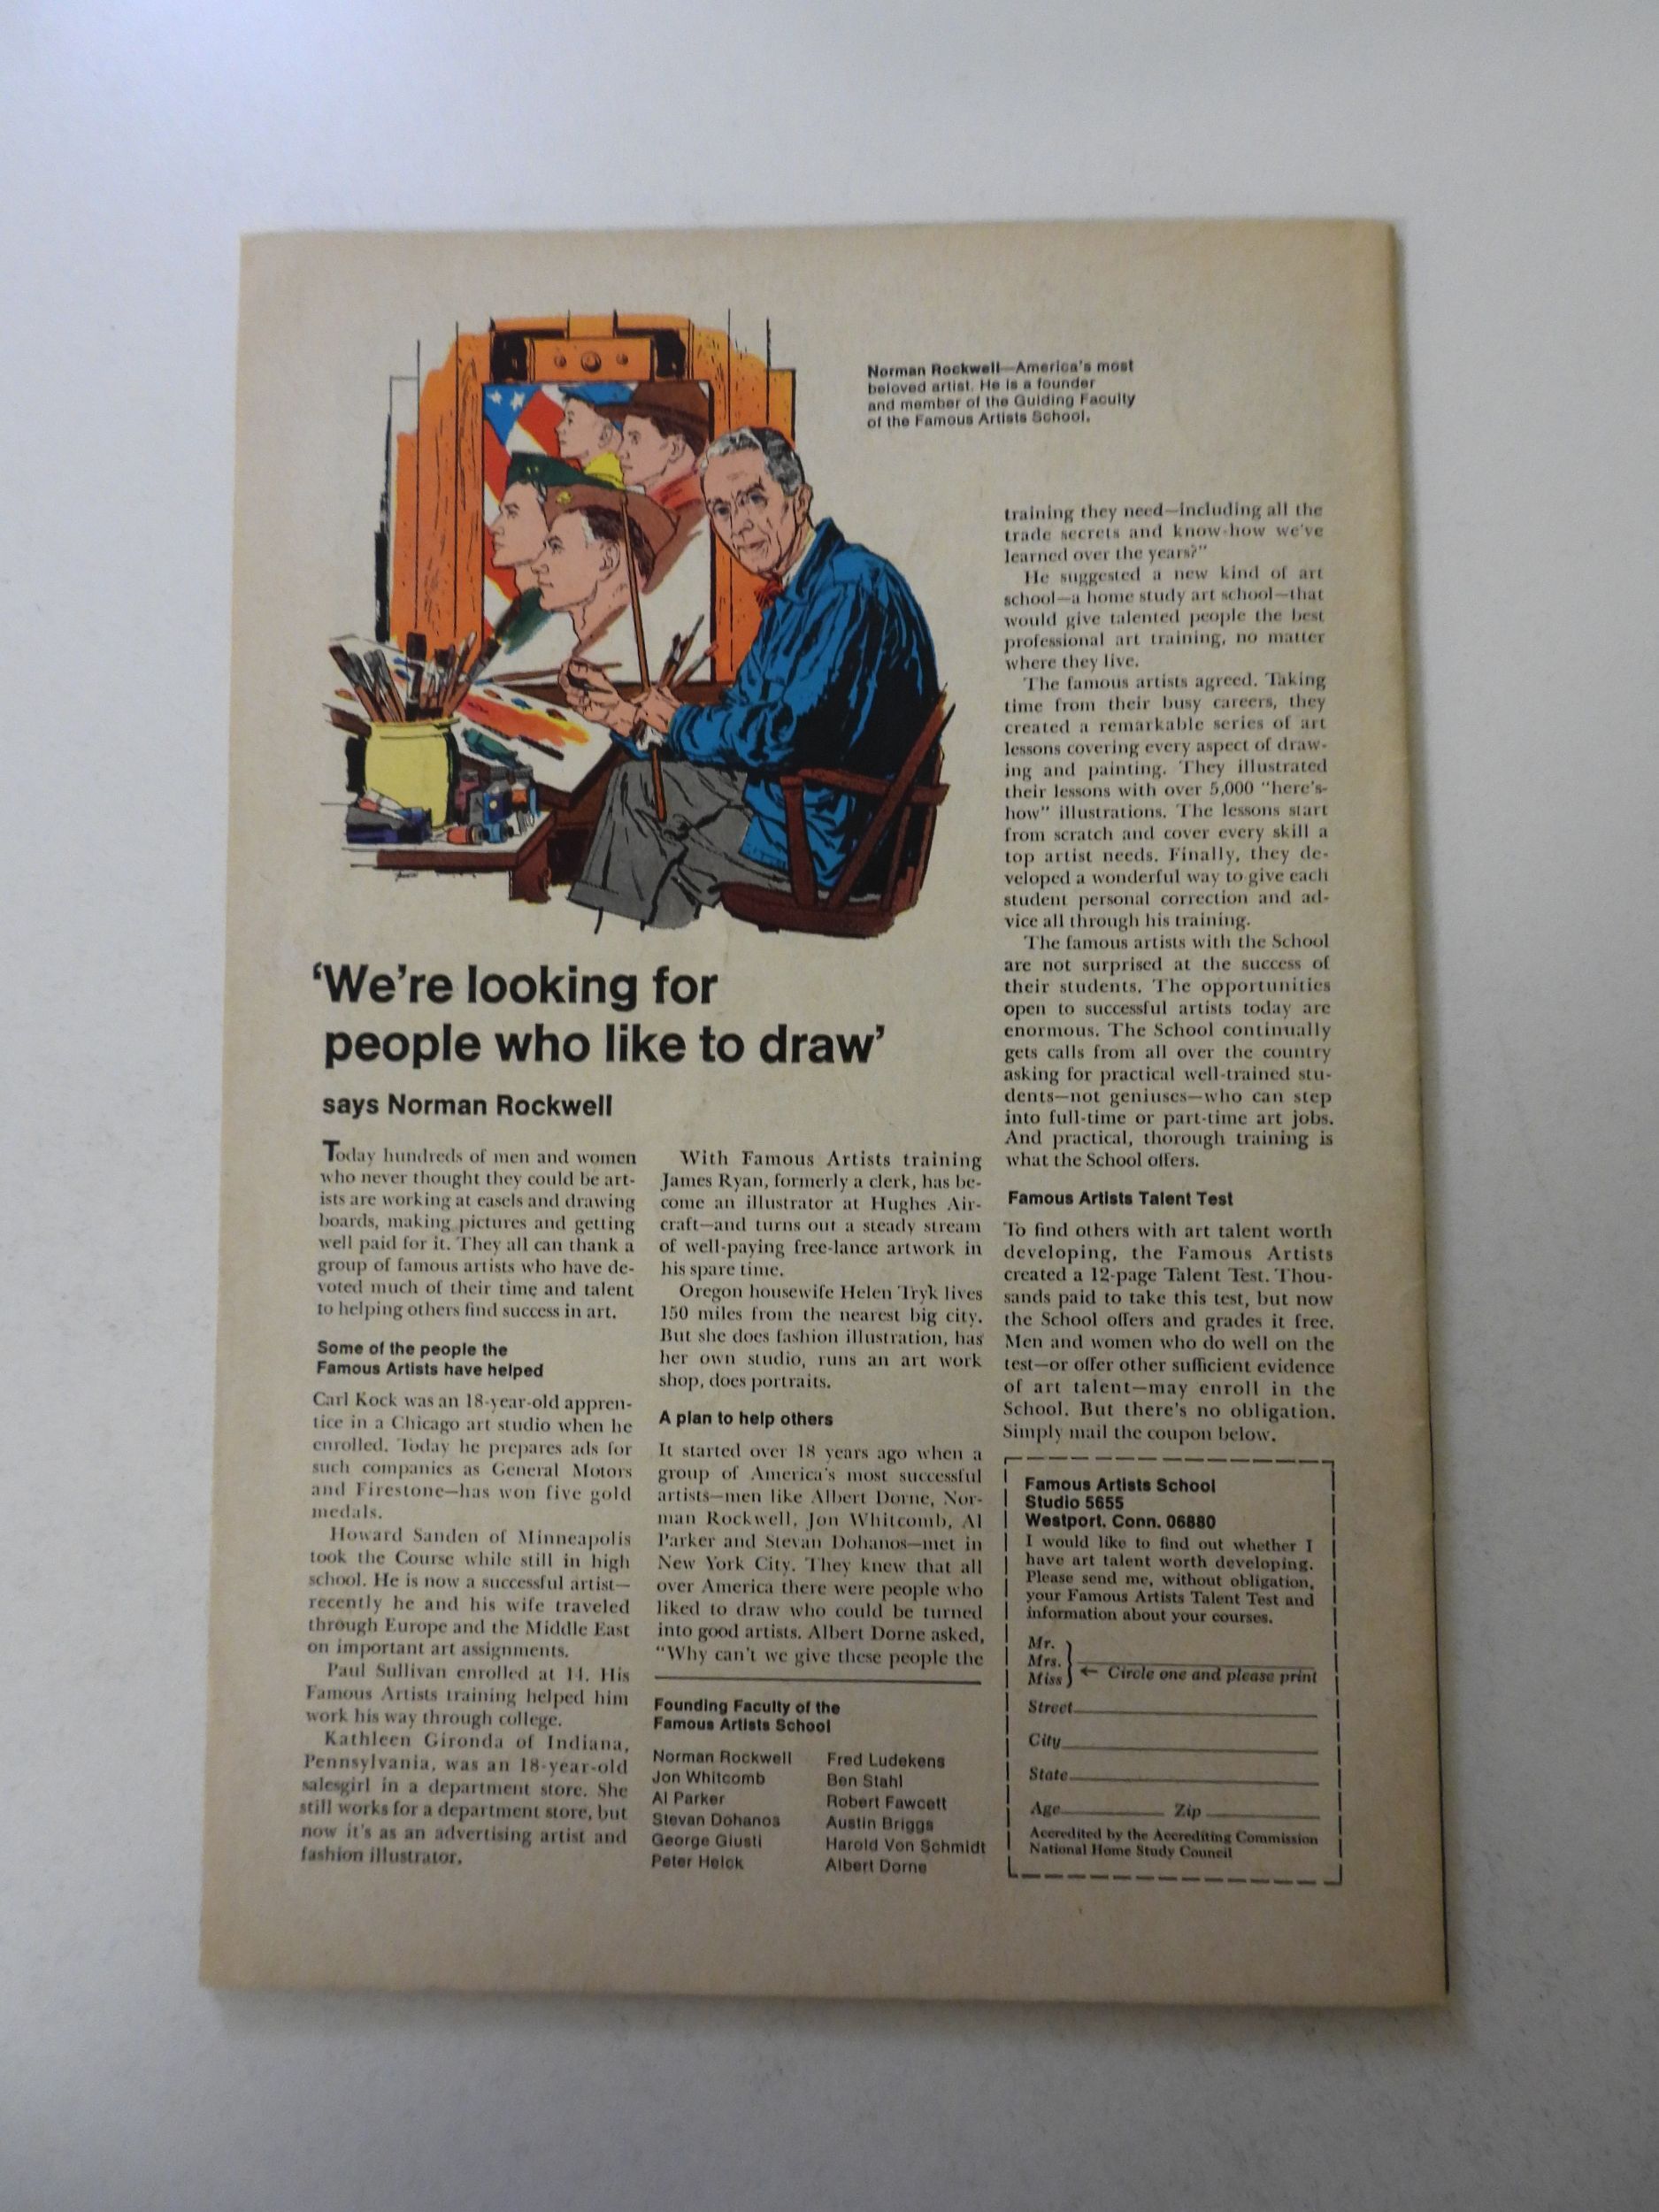 Norman Rockwell—America's most
beloved artist. He is a founder
and member of the Guiding Faculty
of the Famous Artists School.
'We're looking for
people who like to draw'
says Norman Rockwell
Today hundreds of men and women
who never thought they could be art-
ists are working at easels and drawing
boards, making pictures and getting
well paid for it. They all can thank a
group of famous artists who have de-
voted much of their time and talent
to helping others find success in art.
Some of the people the
Famous Artists have helped
Carl Kock was an 18-year-old appren-
tice in a Chicago art studio when he
enrolled. Today he prepares ads for
such companies as General Motors
and Firestone—has won five gold
medals.
Howard Sanden of Minneapolis
took the Course while still in high
school. He is now a successful artist—
recently he and his wife traveled
through Europe and the Middle East
on important art assignments.
Paul Sullivan enrolled at 14. His
Famous Artists training helped him
work his way through college.
Kathleen Gironda of Indiana,
Pennsylvania, was an 18-year-old
salesgirl in a department store. She
still works for a department store, but
now it's as an advertising artist and
fashion illustrator.
With Famous Artists training
James Ryan, formerly a clerk, has be-
come an illustrator at Hughes Air-
craft—and turns out a steady stream
of well-paying free-lance artwork in
his spare time.
Oregon housewife Helen Tryk lives
150 miles from the nearest big city.
But she does fashion illustration, has
her own studio, runs an art work
shop, does portraits.
A plan to help others
It started over 18 years ago when a
group of America's most successful
artists—men like Albert Dorne, Nor-
man Rockwell, Jon Whitcomb, Al
Parker and Stevan Dohanos—met in
New York City. They knew that all
over America there were people who
liked to draw who could be turned
into good artists. Albert Dorne asked,
"Why can't we give these people the
training they need—including all the
trade secrets and know-how we've
learned over the years?"
He suggested a new kind of art
school—a home study art school—that
would give talented people the best
professional art training, no matter
where they live.
The famous artists agreed. Taking
time from their busy careers, they
created a remarkable series of art
lessons covering every aspect of draw-
ing and painting. They illustrated
their lessons with over 5,000 "here's-
how" illustrations. The lessons start
from scratch and cover every skill a
top artist needs. Finally, they de-
veloped a wonderful way to give each
student personal correction and ad-
vice all through his training.
The famous artists with the School
are not surprised at the success of
their students. The opportunities
open to successful artists today are
enormous. The School continually
gets calls from all over the country
asking for practical well-trained stu-
dents—not geniuses—who can step
into full-time or part-time art jobs.
And practical, thorough training is
what the School offers.
Famous Artists Talent Test
To find others with art talent worth
developing, the Famous Artists
created a 12-page Talent Test. Thou-
sands paid to take this test, but now
the School offers and grades it free.
Men and women who do well on the
test—or offer other sufficient evidence
of art talent—may enroll in the
School. But there's no obligation.
Simply mail the coupon below.
Founding Faculty of the
Famous Artists School
Norman Rockwell
Jon Whitcomb
Al Parker
Stevan Dohanos
George Giusti
Peter Helck
Fred Ludekens
Ben Stahl
Robert Fawcett
Austin Briggs
Harold Von Schmidt
Albert Dorne
Famous Artists School
Studio 5655
Westport, Conn. 06880
I would like to find out whether I
have art talent worth developing.
Please send me, without obligation,
your Famous Artists Talent Test and
information about your courses.
Mr.
Mrs.
Miss ← Circle one and please print
Street
City
State
Age Zip
Accredited by the Accrediting Commission
National Home Study Council